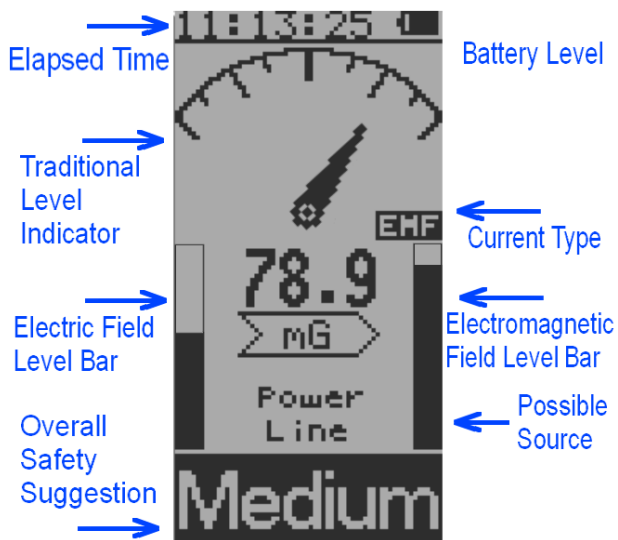 11:13:25
Elapsed Time
Battery Level
Traditional
Level
Indicator
EMF
Current Type
78.9
mG
Electric Field
Level Bar
Electromagnetic
Field Level Bar
Power
Line
Possible
Source
Overall
Safety
Suggestion
Medium